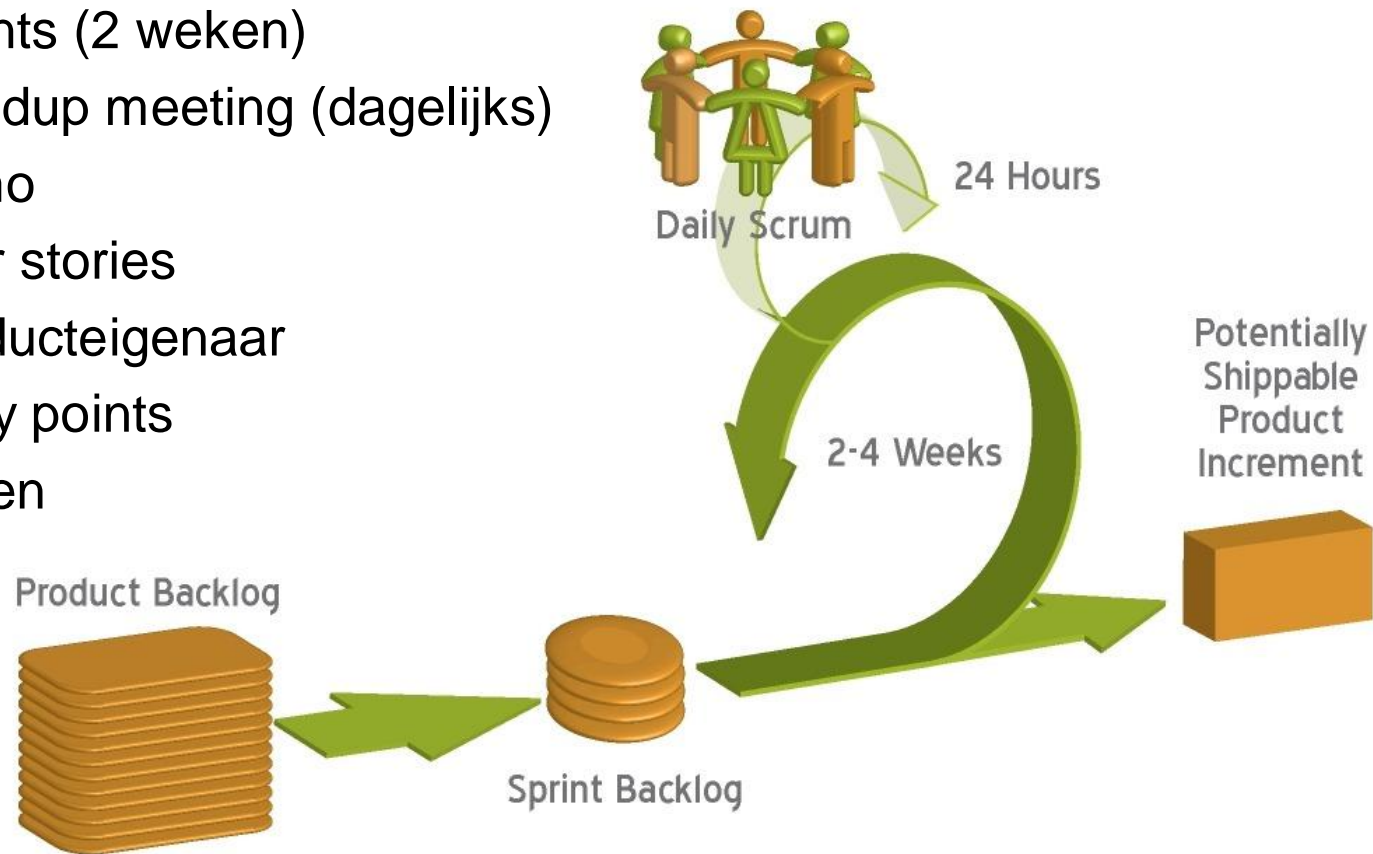 nts (2 weken)
dup meeting (dagelijks)
no
r stories
ducteigenaar
y points
en
Daily Scrum
24 Hours
2-4 Weeks
Potentially
Shippable
Product
Increment
Product Backlog
Sprint Backlog